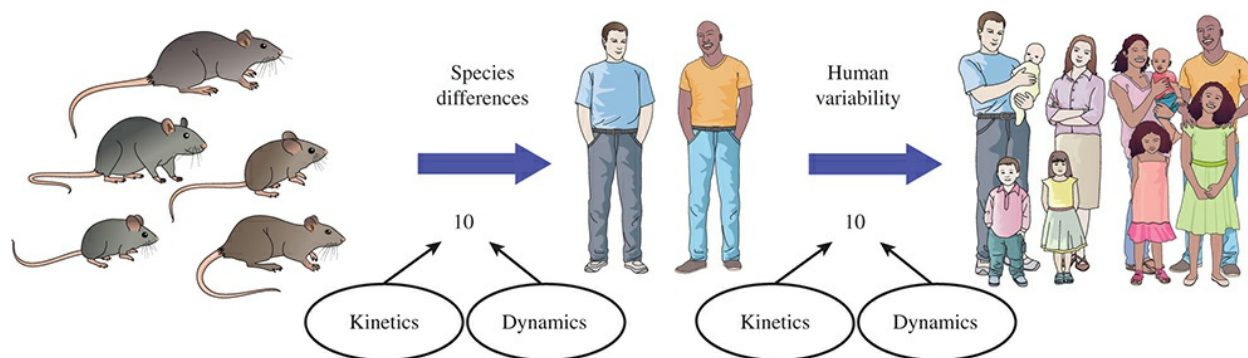 Species
differences
10
Kinetics
Dynamics
Human
variability
10
Kinetics
Dynamics